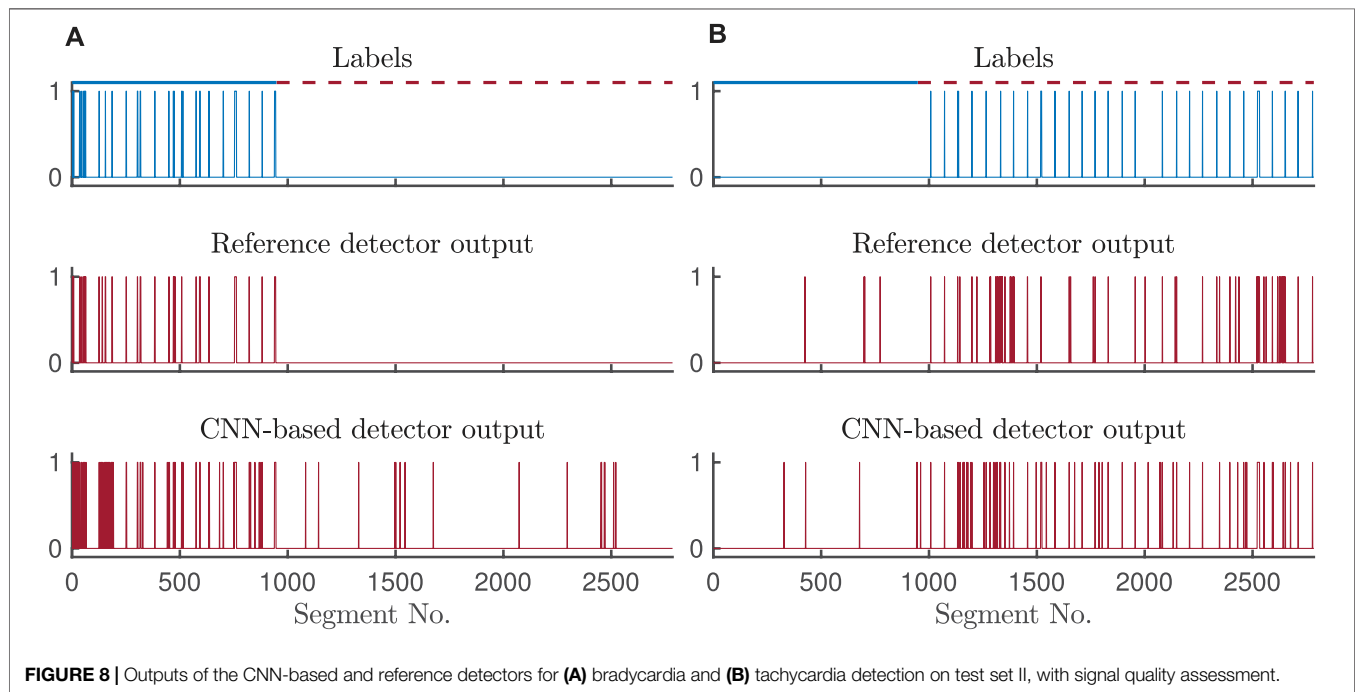 A
B
Labels
Labels
1
0
1
0
Reference detector output
Reference detector output
1
0
1
0
CNN-based detector output
CNN-based detector output
1
0
1
0
0 500 1000 1500 2000 2500
0 500 1000 1500 2000 2500
Segment No.
Segment No.
FIGURE 8 | Outputs of the CNN-based and reference detectors for (A) bradycardia and (B) tachycardia detection on test set II, with signal quality assessment.